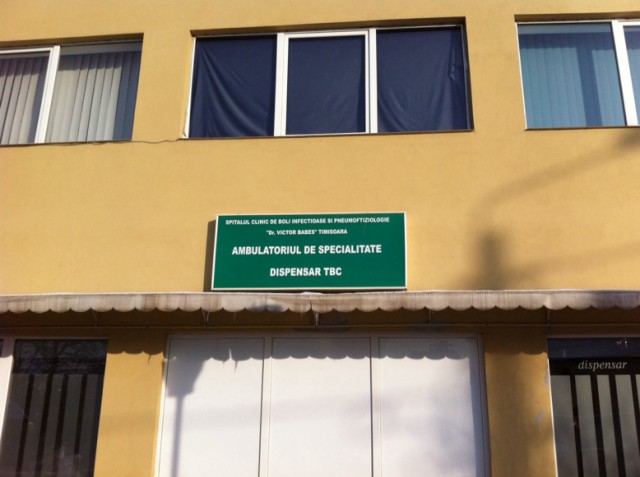 SPITALUL CLINIC DE BOLI INFECTIOASE SI PNEUMOFTIZIOLOGIE
"Dr. VICTOR BABES" TIMISOARA
AMBULATORIUL DE SPECIALITATE
DISPENSAR TBC
dispensar